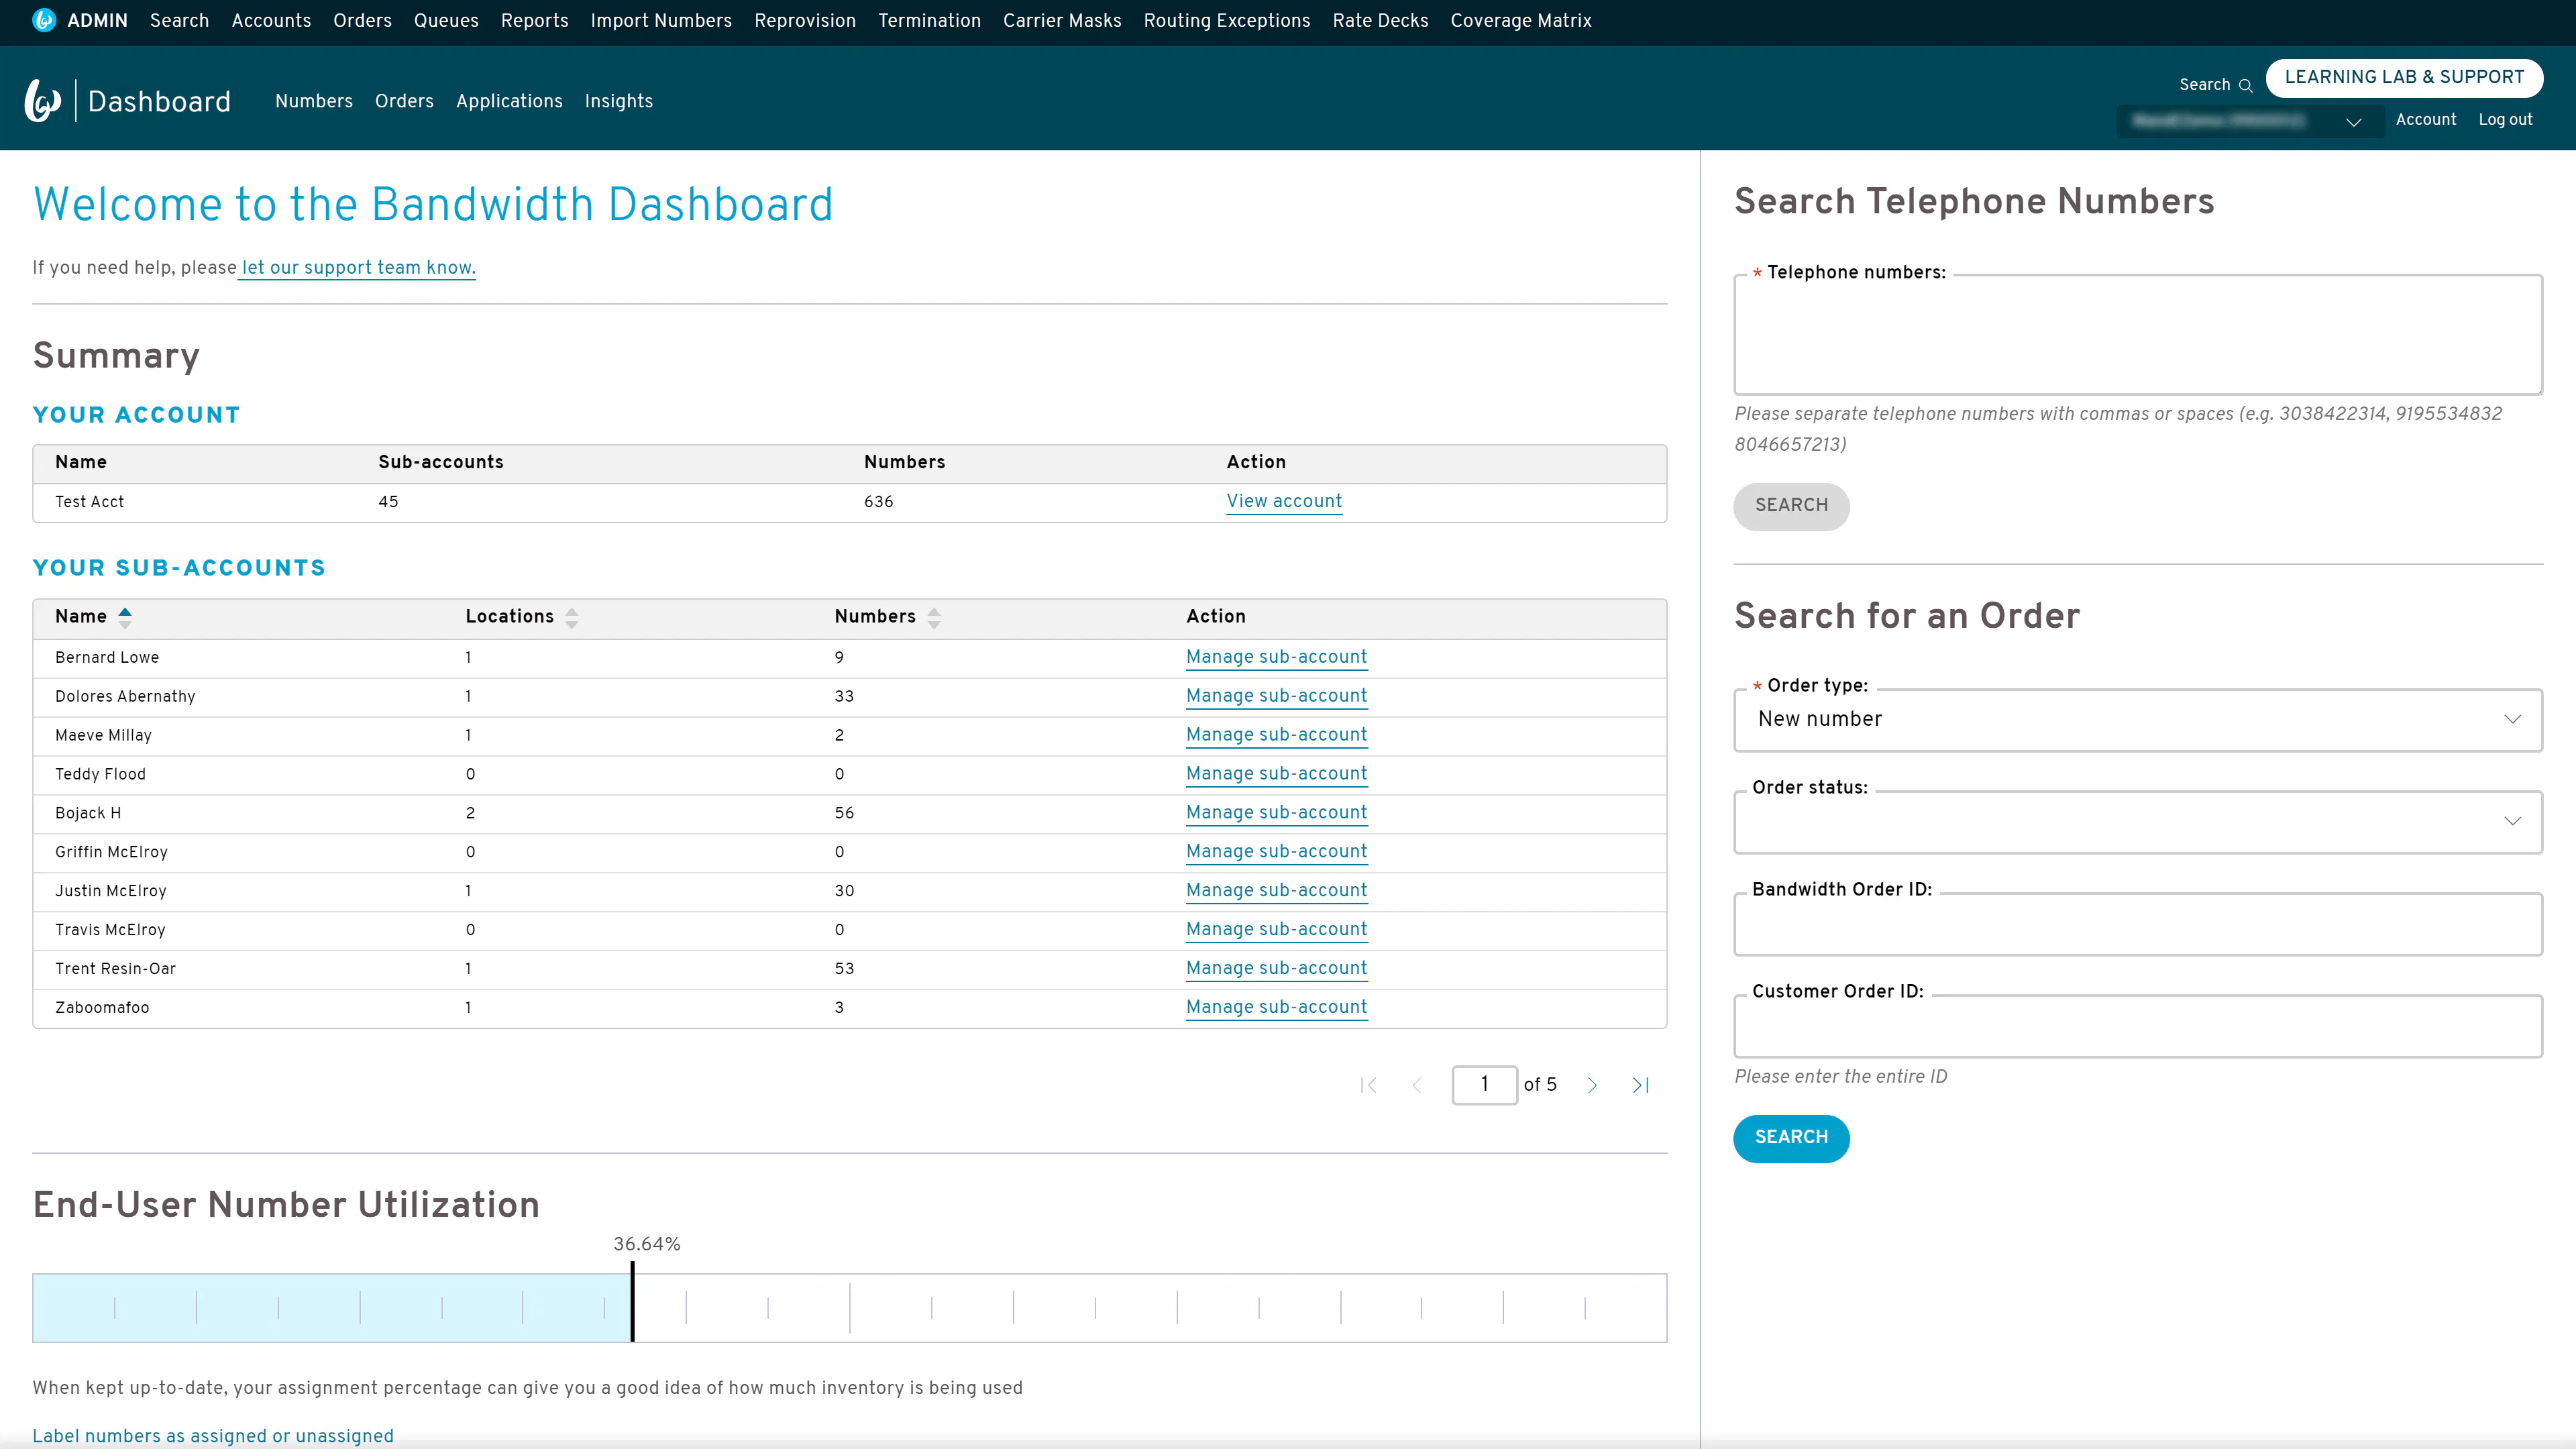 ADMIN Search Accounts Orders Queues Reports Import Numbers Reprovision Termination Carrier Masks Routing Exceptions Rate Decks Coverage Matrix
Dashboard Numbers Orders Applications Insights
Search LEARNING LAB & SUPPORT
Account Log out
Welcome to the Bandwidth Dashboard
If you need help, please let our support team know.
Summary
YOUR ACCOUNT
Name Sub-accounts Numbers Action
Test Acct 45 636 View account
YOUR SUB-ACCOUNTS
Name Locations Numbers Action
Bernard Lowe 1 9 Manage sub-account
Dolores Abernathy 1 33 Manage sub-account
Maeve Millay 1 2 Manage sub-account
Teddy Flood 0 0 Manage sub-account
Bojack H 2 56 Manage sub-account
Griffin McElroy 0 0 Manage sub-account
Justin McElroy 1 30 Manage sub-account
Travis McElroy 0 0 Manage sub-account
Trent Resin-Oar 1 53 Manage sub-account
Zaboomafoo 1 3 Manage sub-account
1 of 5
End-User Number Utilization
36.64%
When kept up-to-date, your assignment percentage can give you a good idea of how much inventory is being used
Label numbers as assigned or unassigned
Search Telephone Numbers
* Telephone numbers:
Please separate telephone numbers with commas or spaces (e.g. 3038422314, 9195534832
8046657213)
SEARCH
Search for an Order
* Order type:
New number
Order status:
Bandwidth Order ID:
Customer Order ID:
Please enter the entire ID
SEARCH